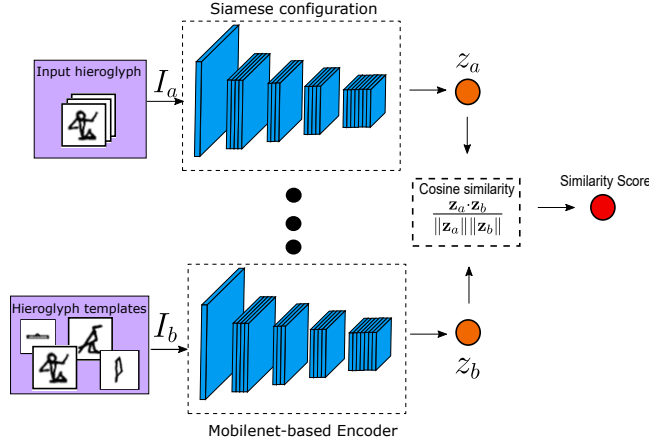 Siamese configuration
Input hieroglyph
I_a
z_a
Cosine similarity
z_a·z_b
‖z_a‖‖z_b‖
Similarity Score
Hieroglyph templates
I_b
z_b
Mobilenet-based Encoder